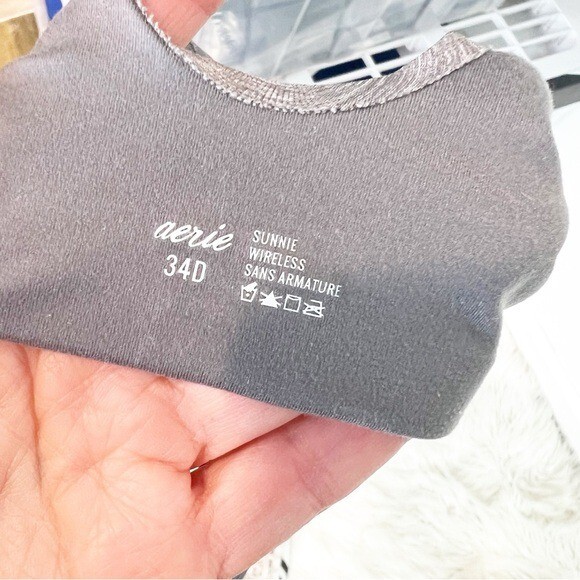 aerie
34D
SUNNIE
WIRELESS
SANS ARMATURE